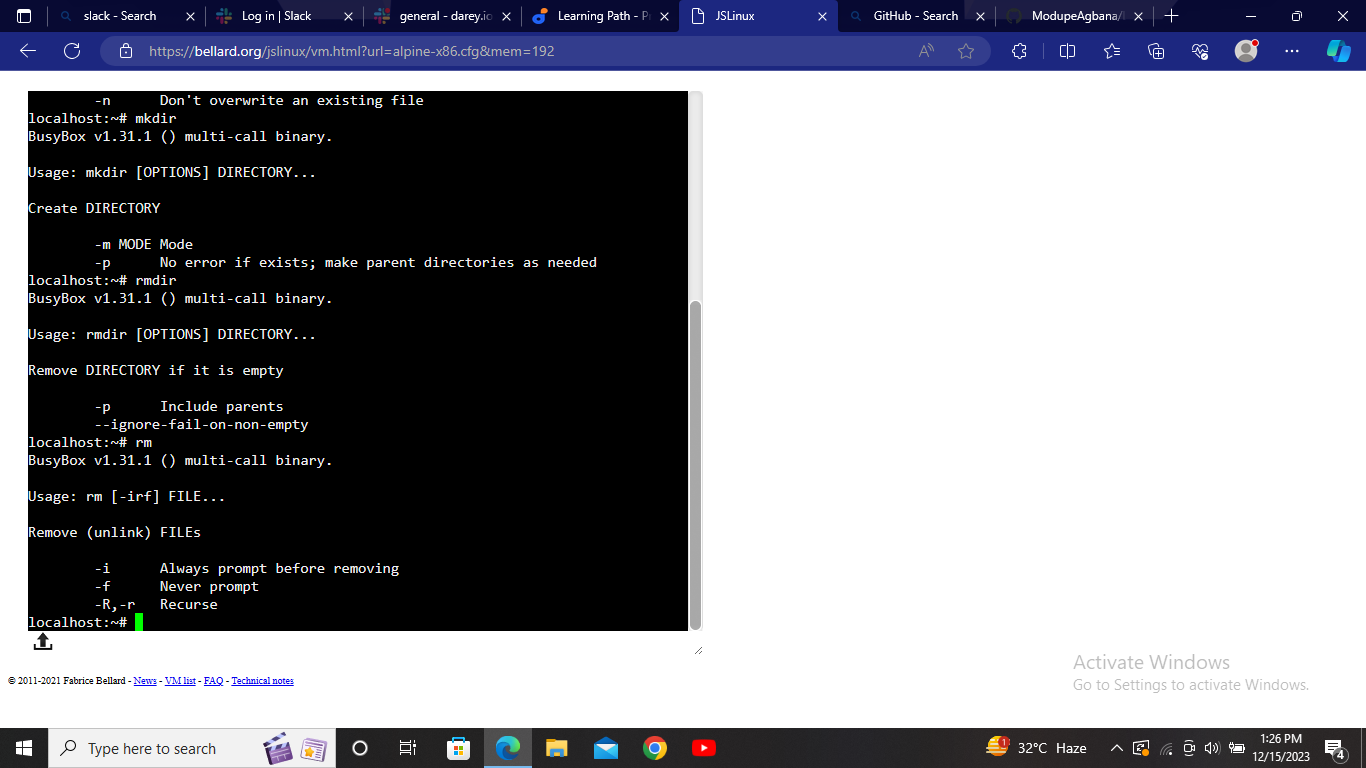 slack - Search
Log in | Slack
general - darey.io
Learning Path - P
JSLinux
GitHub - Search
ModupeAgbana/
https://bellard.org/jslinux/vm.html?url=alpine-x86.cfg&mem=192
-n Don't overwrite an existing file
localhost:~# mkdir
BusyBox v1.31.1 () multi-call binary.
Usage: mkdir [OPTIONS] DIRECTORY...
Create DIRECTORY
-m MODE Mode
-p No error if exists; make parent directories as needed
localhost:~# rmdir
BusyBox v1.31.1 () multi-call binary.
Usage: rmdir [OPTIONS] DIRECTORY...
Remove DIRECTORY if it is empty
-p Include parents
--ignore-fail-on-non-empty
localhost:~# rm
BusyBox v1.31.1 () multi-call binary.
Usage: rm [-irf] FILE...
Remove (unlink) FILEs
-i Always prompt before removing
-f Never prompt
-R,-r Recurse
localhost:~#
© 2011-2021 Fabrice Bellard - News - VM list - FAQ - Technical notes
Activate Windows
Go to Settings to activate Windows.
Type here to search
1
32°C Haze
1:26 PM
12/15/2023
4